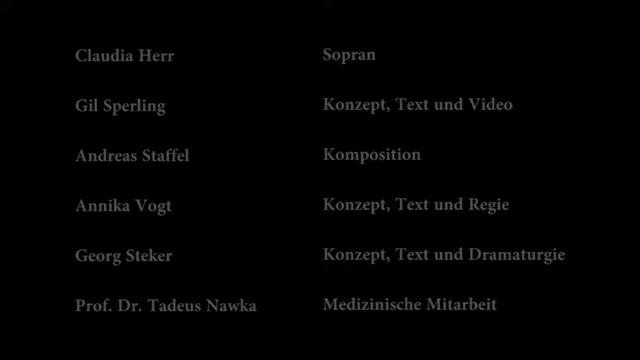 Claudia Herr Sopran
Gil Sperling Konzept, Text und Video
Andreas Staffel Komposition
Annika Vogt Konzept, Text und Regie
Georg Steker Konzept, Text und Dramaturgie
Prof. Dr. Tadeus Nawka Medizinische Mitarbeit